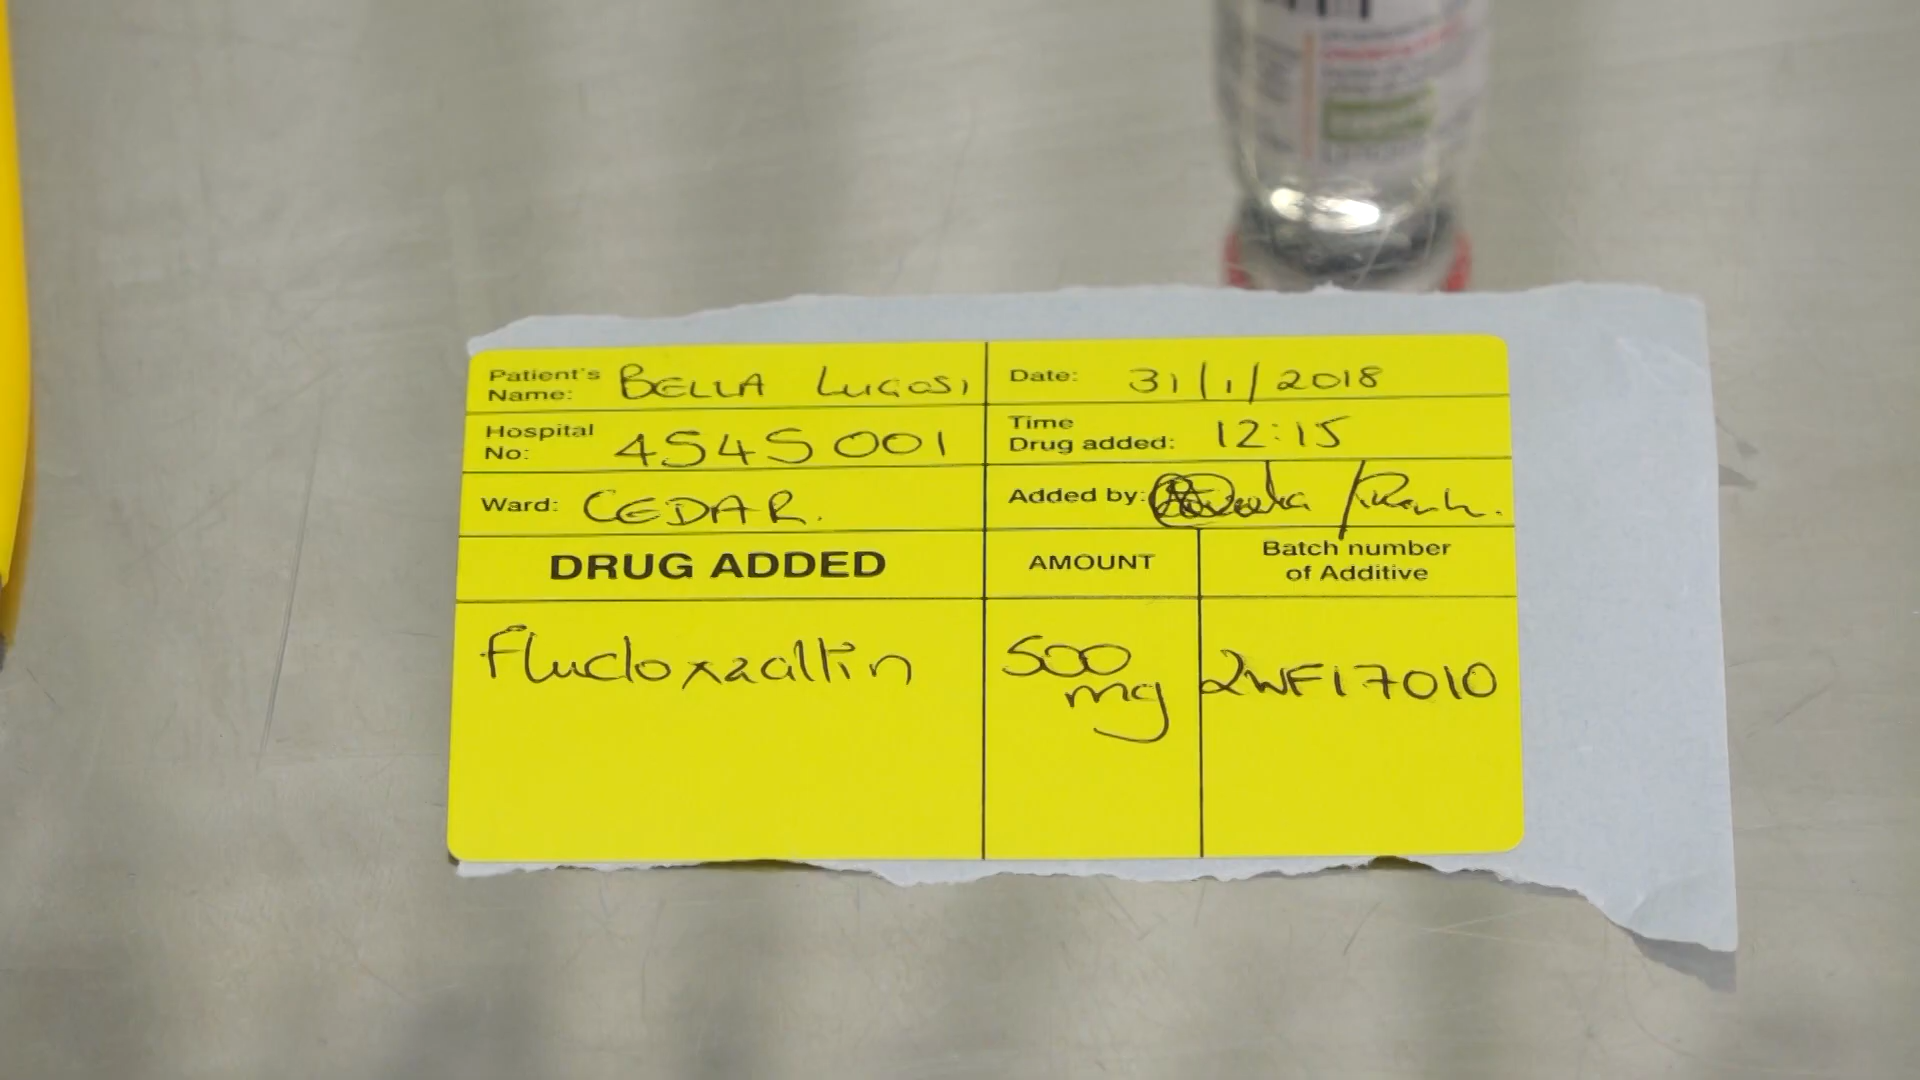 Patient's Name: BELLA LUGOSI
Date: 31/1/2018
Hospital No: 4545001
Time Drug added: 12:15
Ward: CEDAR.
Added by:
DRUG ADDED
AMOUNT
Batch number of Additive
Flucloxacillin
500 mg
2WF17010